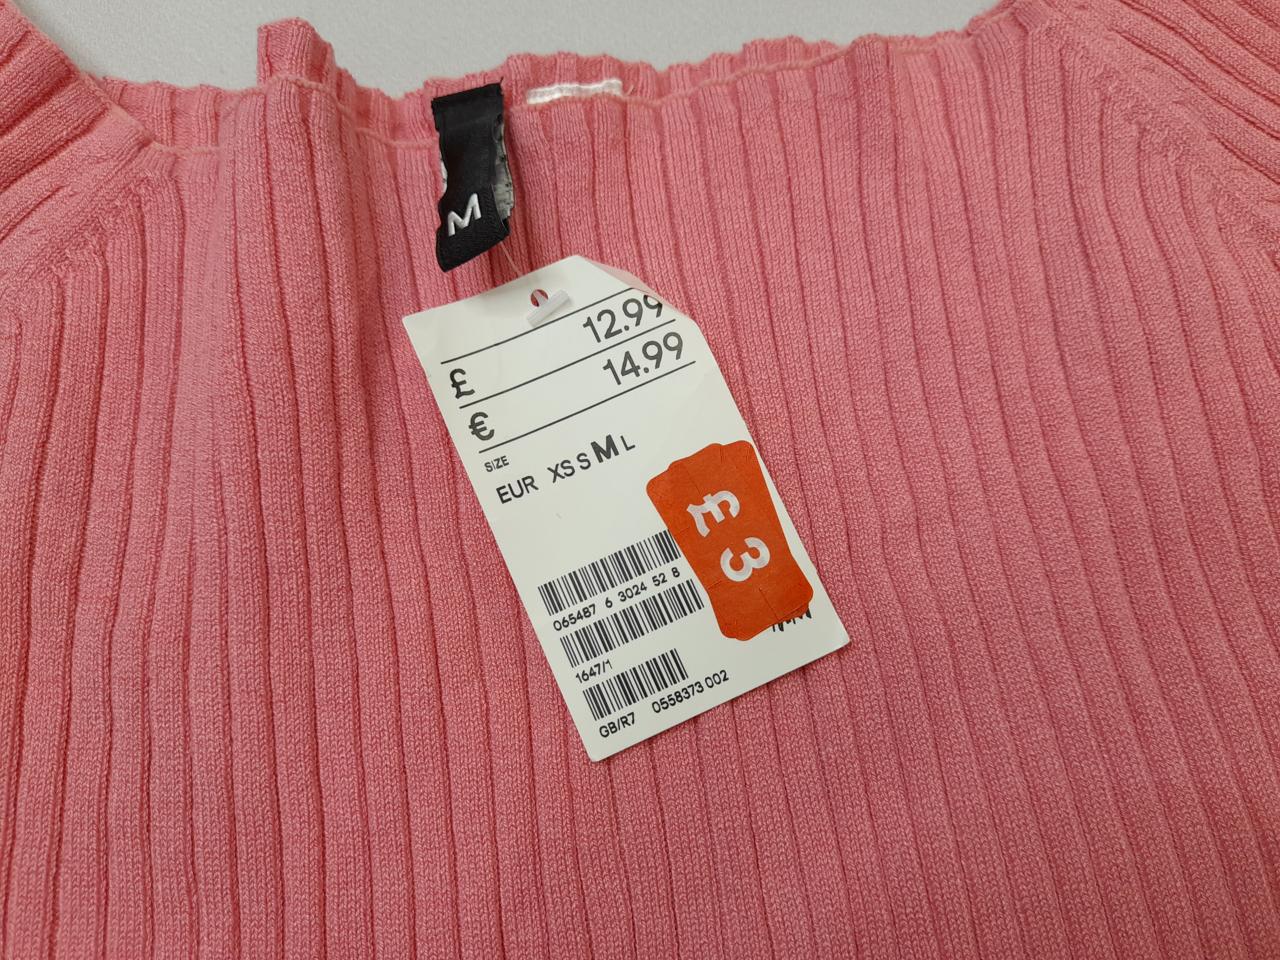 M
12.99
£
14.99
€
SIZE
EUR XS S M L
£3
065487 6 3024 52 8
1647/1
GB/R7 0558373 002